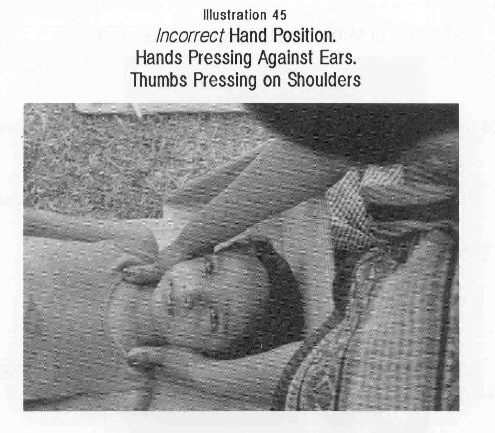 Illustration 45
Incorrect Hand Position.
Hands Pressing Against Ears.
Thumbs Pressing on Shoulders